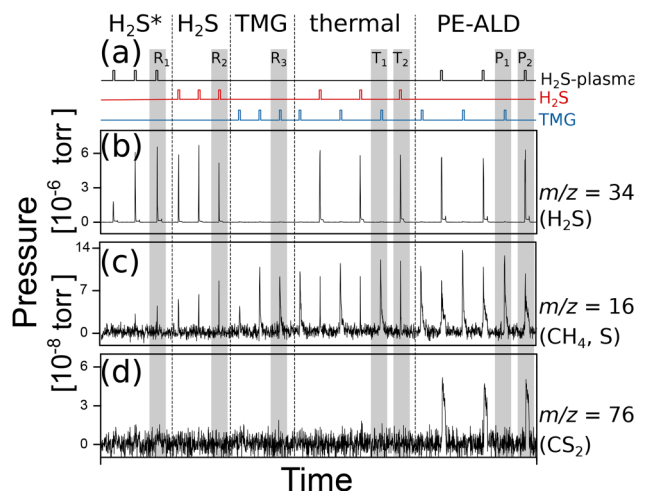 H₂S* H₂S TMG thermal PE-ALD
(a) R₁ R₂ R₃ T₁ T₂ P₁ P₂
H₂S-plasma
H₂S
TMG
(b)
6
3
0
m/z = 34
(H₂S)
(c)
14
7
0
m/z = 16
(CH₄, S)
(d)
6
3
0
m/z = 76
(CS₂)
Pressure
[10⁻⁶ torr]
[10⁻⁸ torr]
Time